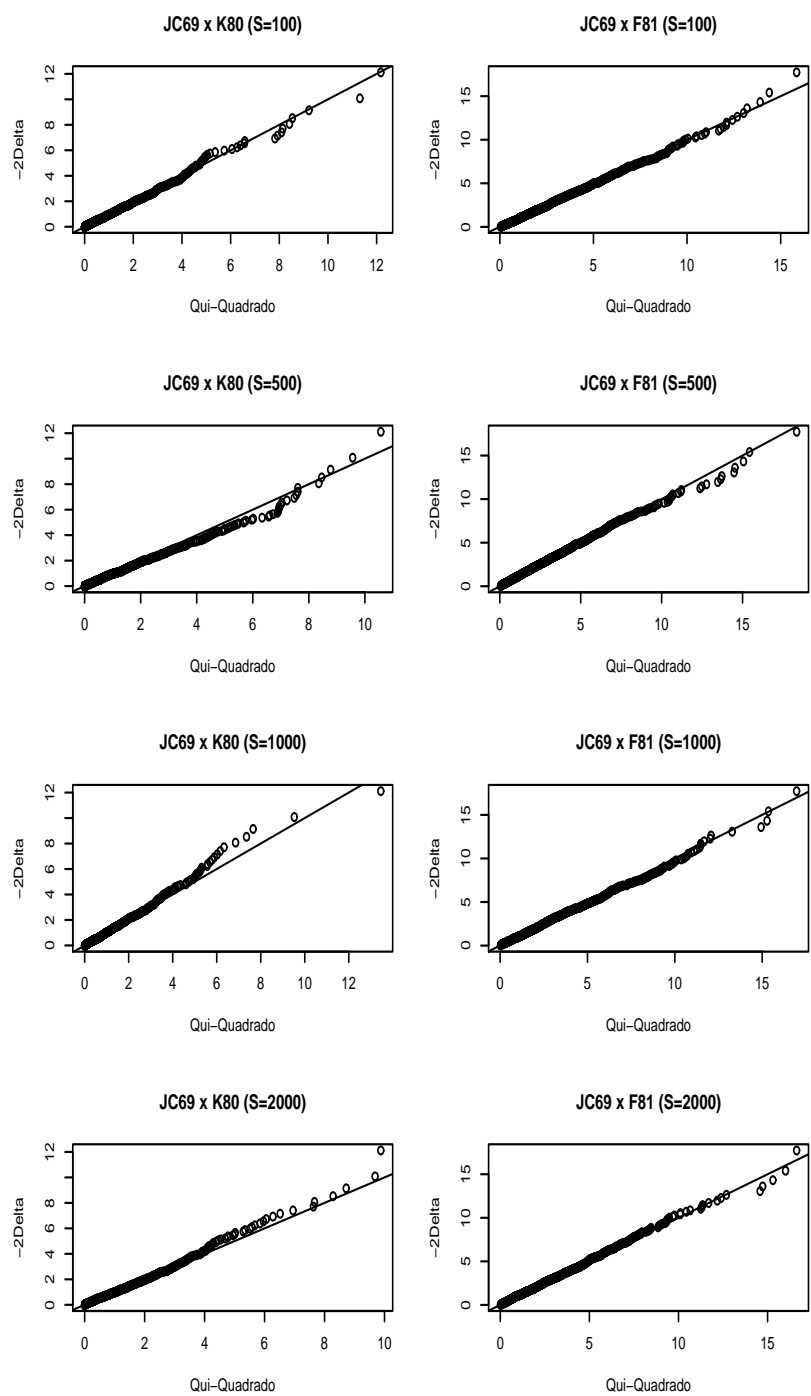 JC69 x K80 (S=100)
−2Delta
0 2 4 6 8 12
0 2 4 6 8 10 12
Qui−Quadrado
JC69 x F81 (S=100)
−2Delta
0 5 10 15
0 5 10 15
Qui−Quadrado
JC69 x K80 (S=500)
−2Delta
0 2 4 6 8 12
0 2 4 6 8 10
Qui−Quadrado
JC69 x F81 (S=500)
−2Delta
0 5 10 15
0 5 10 15
Qui−Quadrado
JC69 x K80 (S=1000)
−2Delta
0 2 4 6 8 12
0 2 4 6 8 10 12
Qui−Quadrado
JC69 x F81 (S=1000)
−2Delta
0 5 10 15
0 5 10 15
Qui−Quadrado
JC69 x K80 (S=2000)
−2Delta
0 2 4 6 8 12
0 2 4 6 8 10
Qui−Quadrado
JC69 x F81 (S=2000)
−2Delta
0 5 10 15
0 5 10 15
Qui−Quadrado